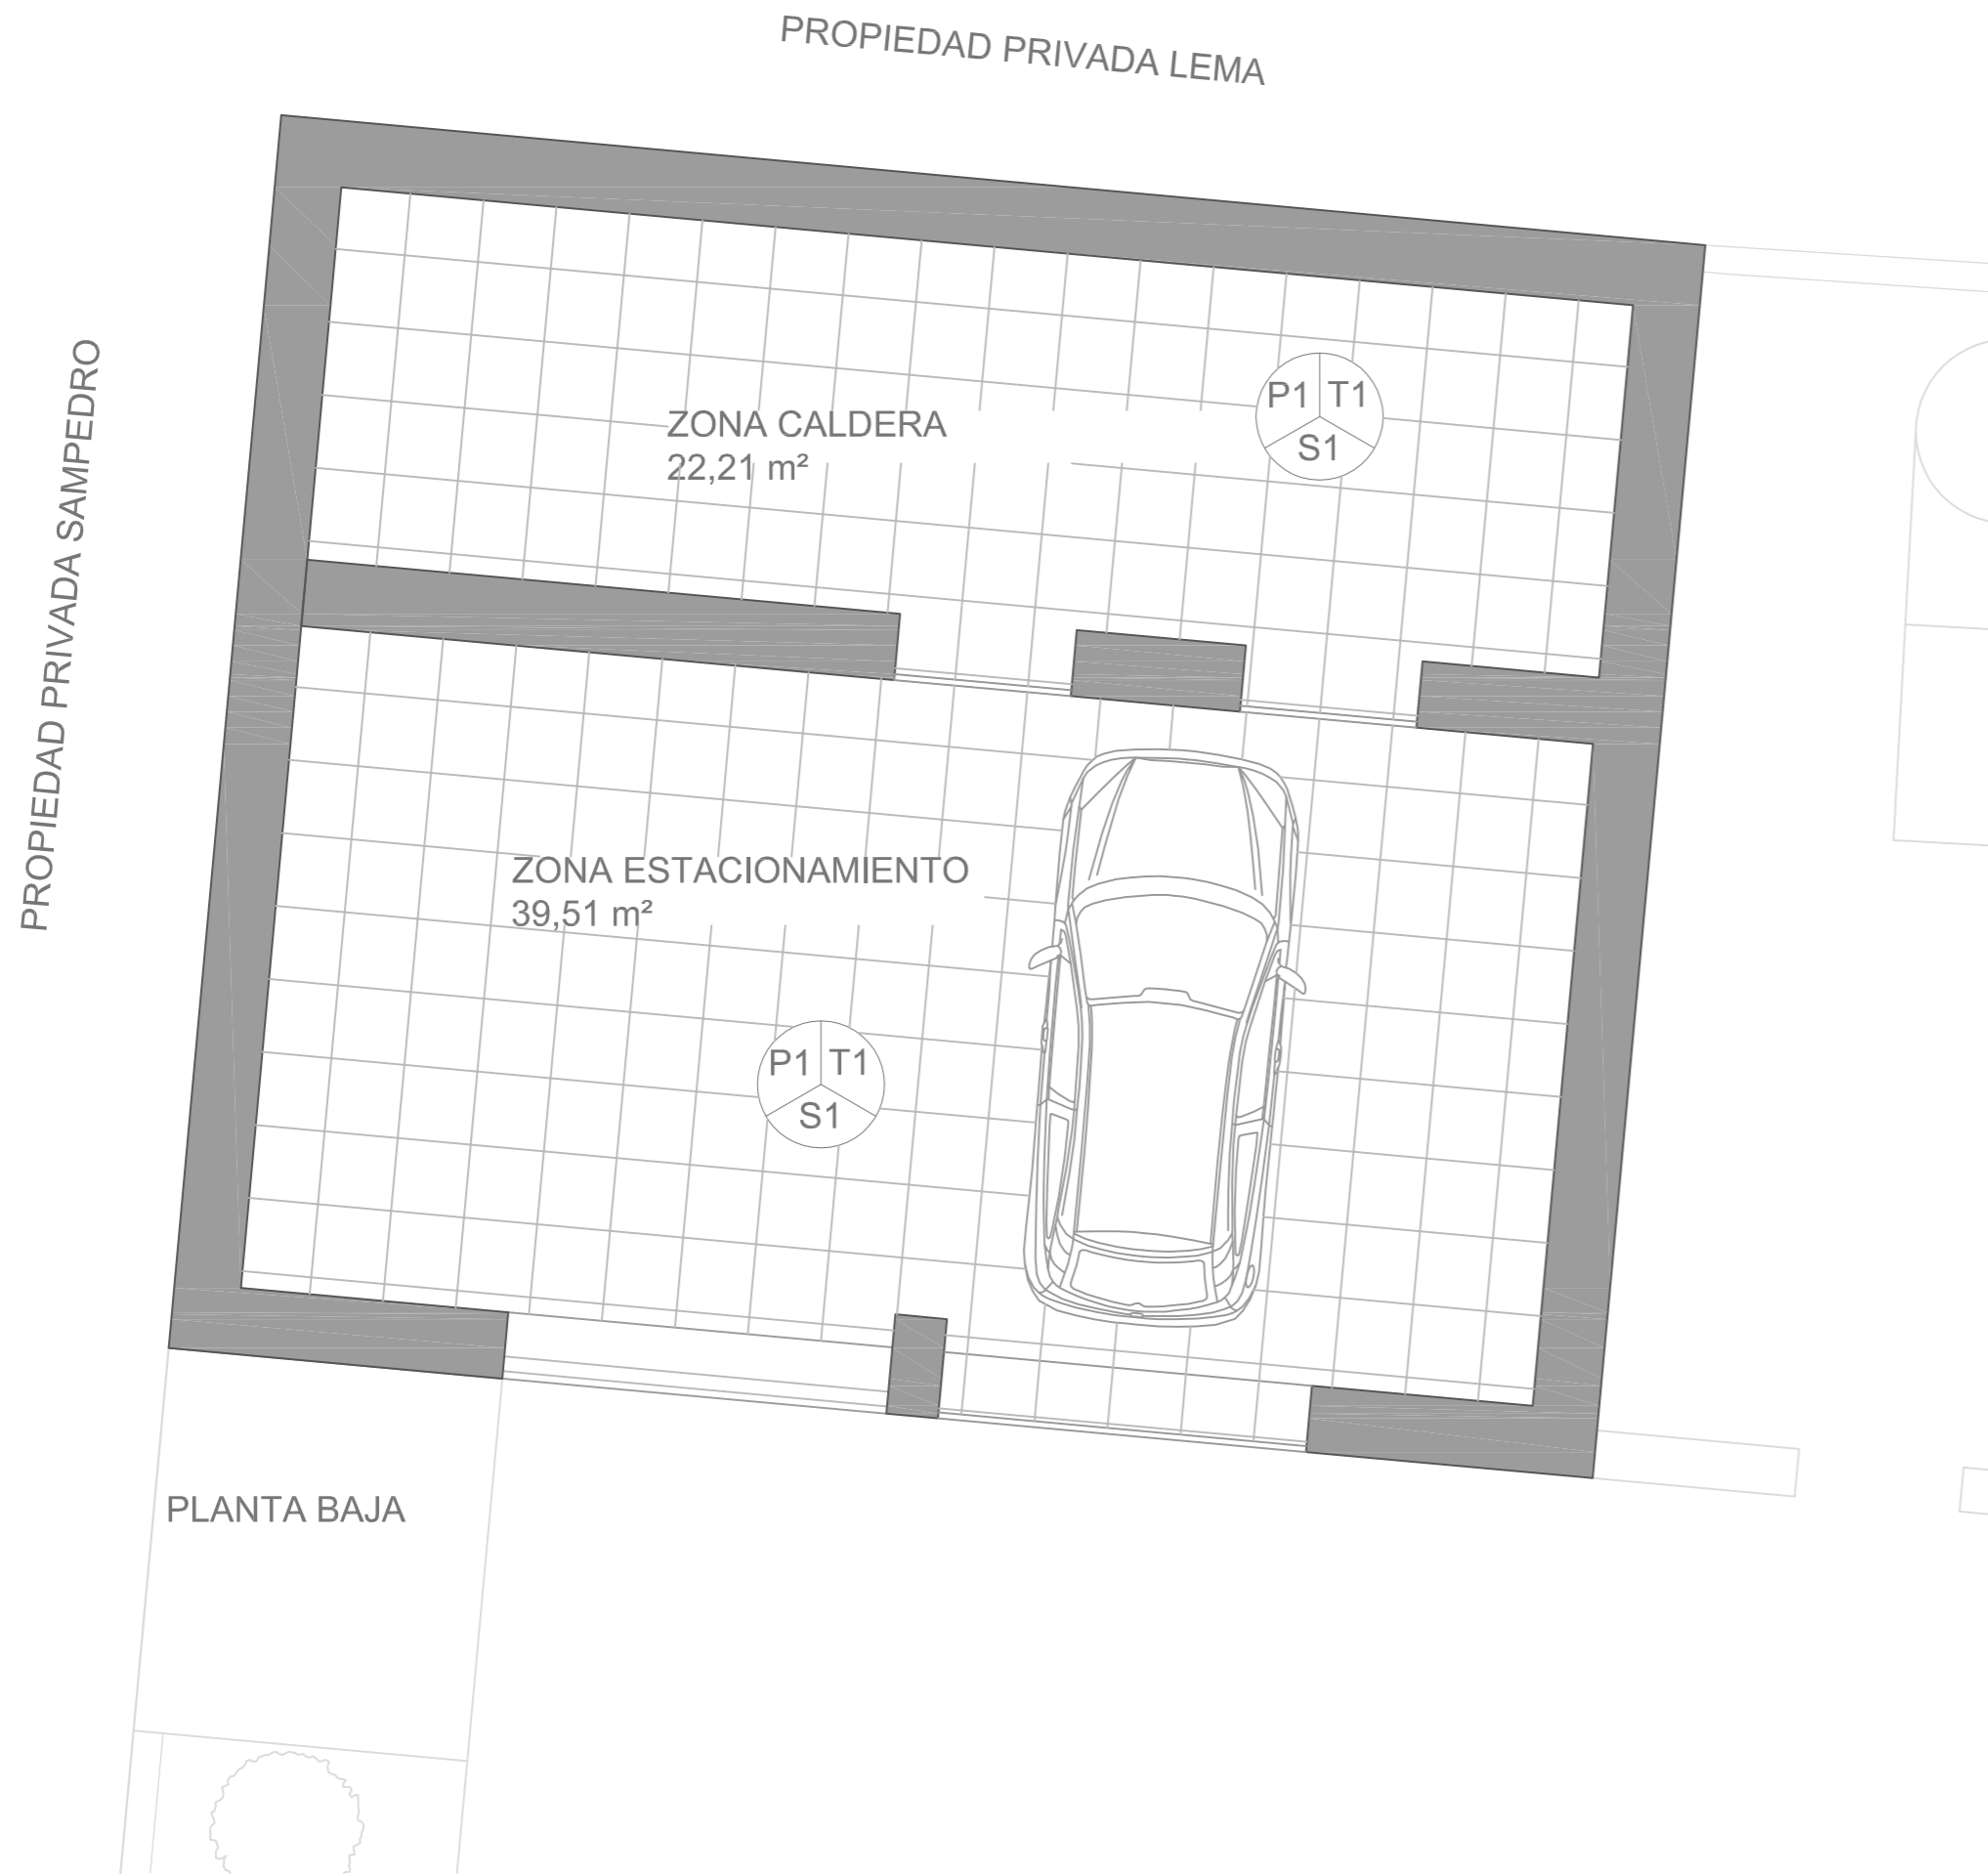 PROPIEDAD PRIVADA LEMA
PROPIEDAD PRIVADA SAMPEDRO
ZONA CALDERA
22,21 m²
P1 T1
S1
ZONA ESTACIONAMIENTO
39,51 m²
P1 T1
S1
PLANTA BAJA